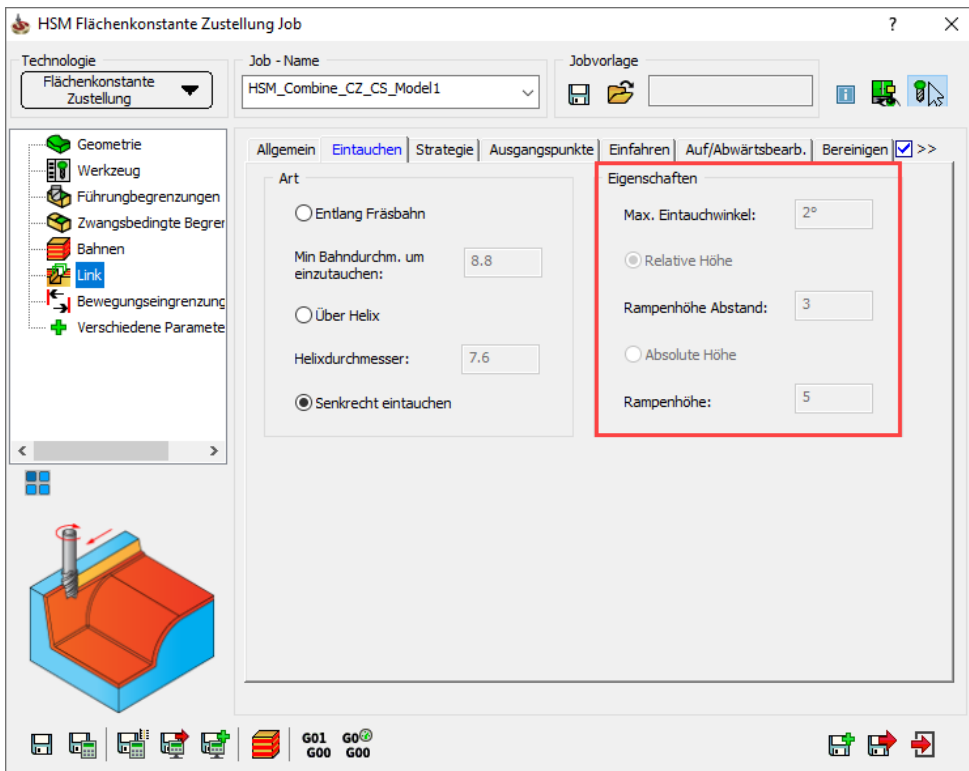 HSM Flächenkonstante Zustellung Job
?
Technologie
Flächenkonstante
Zustellung
Job - Name
HSM_Combine_CZ_CS_Model1
Jobvorlage
Geometrie
Werkzeug
Führungbegrenzungen
Zwangsbedingte Begrer
Bahnen
Link
Bewegungseingrenzung
Verschiedene Paramete
Allgemein
Eintauchen
Strategie
Ausgangspunkte
Einfahren
Auf/Abwärtsbearb.
Bereinigen
>>
Art
Entlang Fräsbahn
Min Bahndurchm. um
einzutauchen:
8.8
Über Helix
Helixdurchmesser:
7.6
Senkrecht eintauchen
Eigenschaften
Max. Eintauchwinkel:
2°
Relative Höhe
Rampenhöhe Abstand:
3
Absolute Höhe
Rampenhöhe:
5
G01
G00
G0
G00